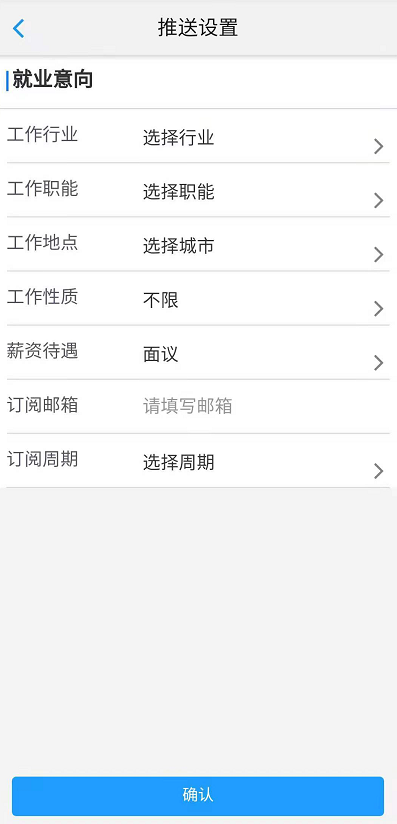 推送设置
就业意向
工作行业 选择行业
工作职能 选择职能
工作地点 选择城市
工作性质 不限
薪资待遇 面议
订阅邮箱 请填写邮箱
订阅周期 选择周期
确认